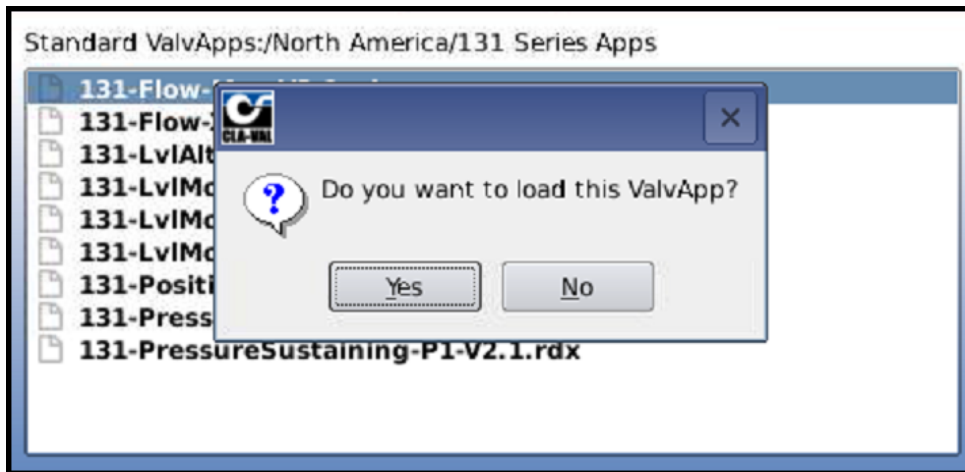 Standard ValvApps:/North America/131 Series Apps
131-Flow-
CLA-VAL
131-Flow-
131-LvlAlt
Do you want to load this ValvApp?
131-LvlMo
131-LvlMo
131-LvlMo
131-Positi
Yes
No
131-Press
131-PressureSustaining-P1-V2.1.rdx